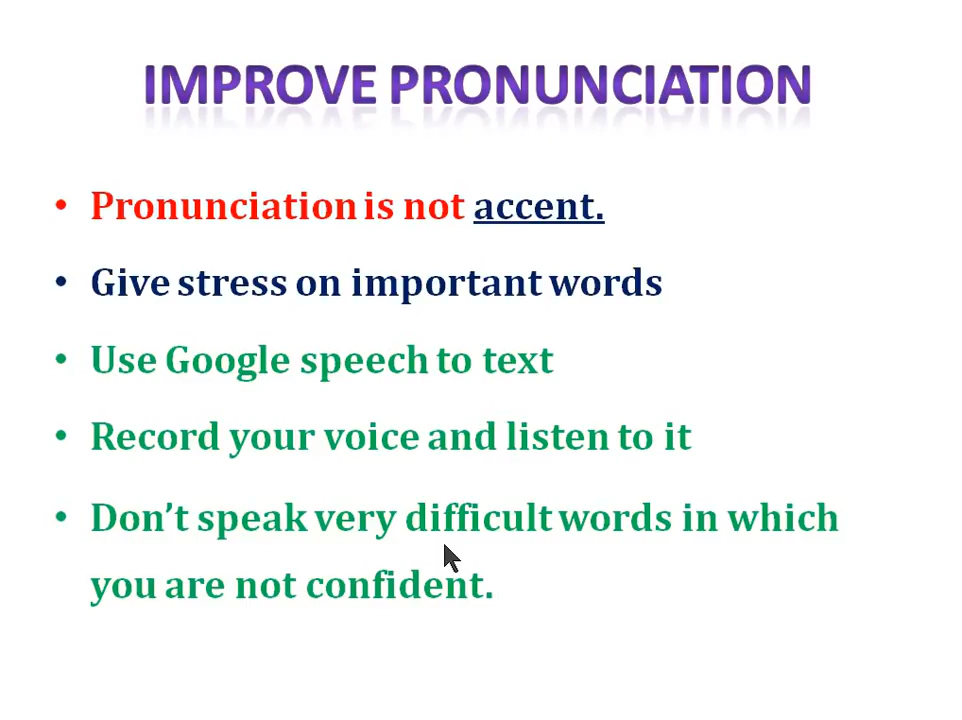 IMPROVE PRONUNCIATION
• Pronunciation is not accent.
• Give stress on important words
• Use Google speech to text
• Record your voice and listen to it
• Don’t speak very difficult words in which
you are not confident.